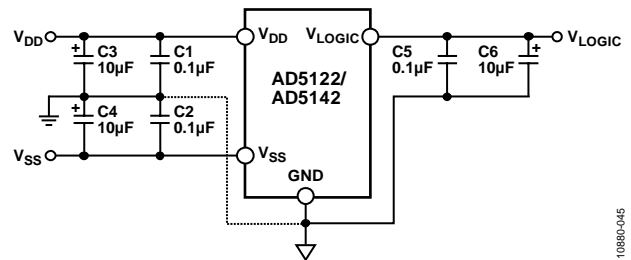 VDD
+
C3
10µF
C1
0.1µF
+
C4
10µF
C2
0.1µF
VSS
VDD
VLOGIC
AD5122/
AD5142
VSS
GND
C5
0.1µF
C6
10µF
+
VLOGIC
10880-045